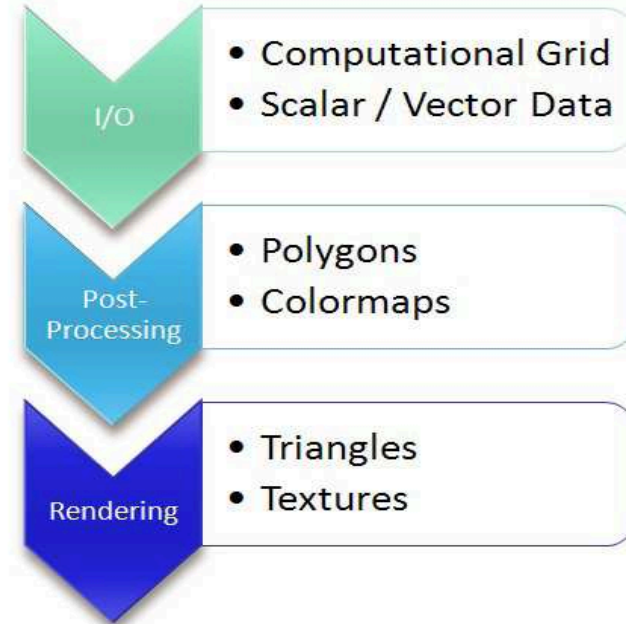 I/O
• Computational Grid
• Scalar / Vector Data
Post-
Processing
• Polygons
• Colormaps
Rendering
• Triangles
• Textures